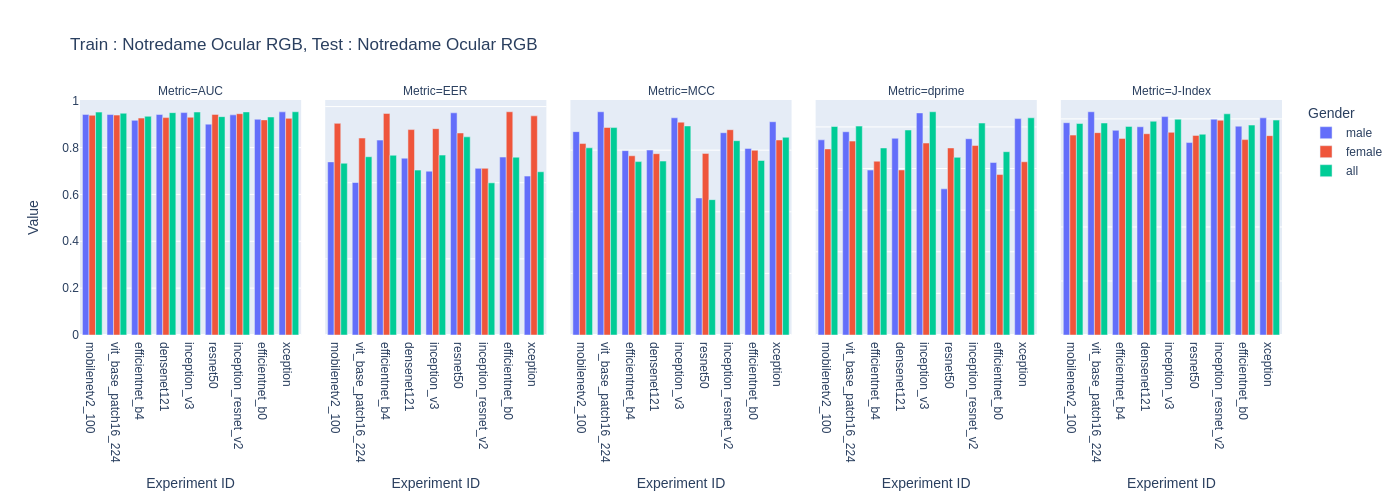 Train : Notredame Ocular RGB, Test : Notredame Ocular RGB
Metric=AUC
Metric=EER
Metric=MCC
Metric=dprime
Metric=J-Index
Gender
male
female
all
Value
1
0.8
0.6
0.4
0.2
0
mobilenetv2_100
vit_base_patch16_224
efficientnet_b4
densenet121
inception_v3
resnet50
inception_resnet_v2
efficientnet_b0
xception
mobilenetv2_100
vit_base_patch16_224
efficientnet_b4
densenet121
inception_v3
resnet50
inception_resnet_v2
efficientnet_b0
xception
mobilenetv2_100
vit_base_patch16_224
efficientnet_b4
densenet121
inception_v3
resnet50
inception_resnet_v2
efficientnet_b0
xception
mobilenetv2_100
vit_base_patch16_224
efficientnet_b4
densenet121
inception_v3
resnet50
inception_resnet_v2
efficientnet_b0
xception
mobilenetv2_100
vit_base_patch16_224
efficientnet_b4
densenet121
inception_v3
resnet50
inception_resnet_v2
efficientnet_b0
xception
Experiment ID
Experiment ID
Experiment ID
Experiment ID
Experiment ID